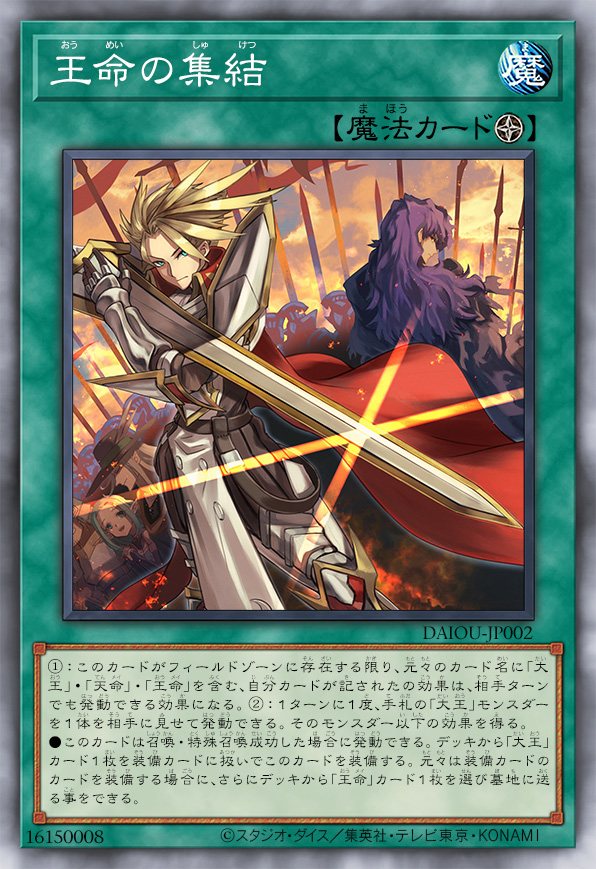 王命の集結
【魔法カード】
DAIOU-JP002
①：このカードがフィールドゾーンに存在する限り、元々のカード名に「大
王」・「天命」・「王命」を含む、自分カードが記されたの効果は、相手ターン
でも発動できる効果になる。②：1ターンに1度、手札の「大王」モンスター
を1体を相手に見せて発動できる。そのモンスター以下の効果を得る。
●このカードは召喚・特殊召喚成功した場合に発動できる。デッキから「大王」
カード1枚を装備カードに扱いでこのカードを装備する。元々は装備カードの
カードを装備する場合に、さらにデッキから「王命」カード1枚を選び墓地に送
る事をできる。
16150008
©スタジオ・ダイス／集英社・テレビ東京・KONAMI